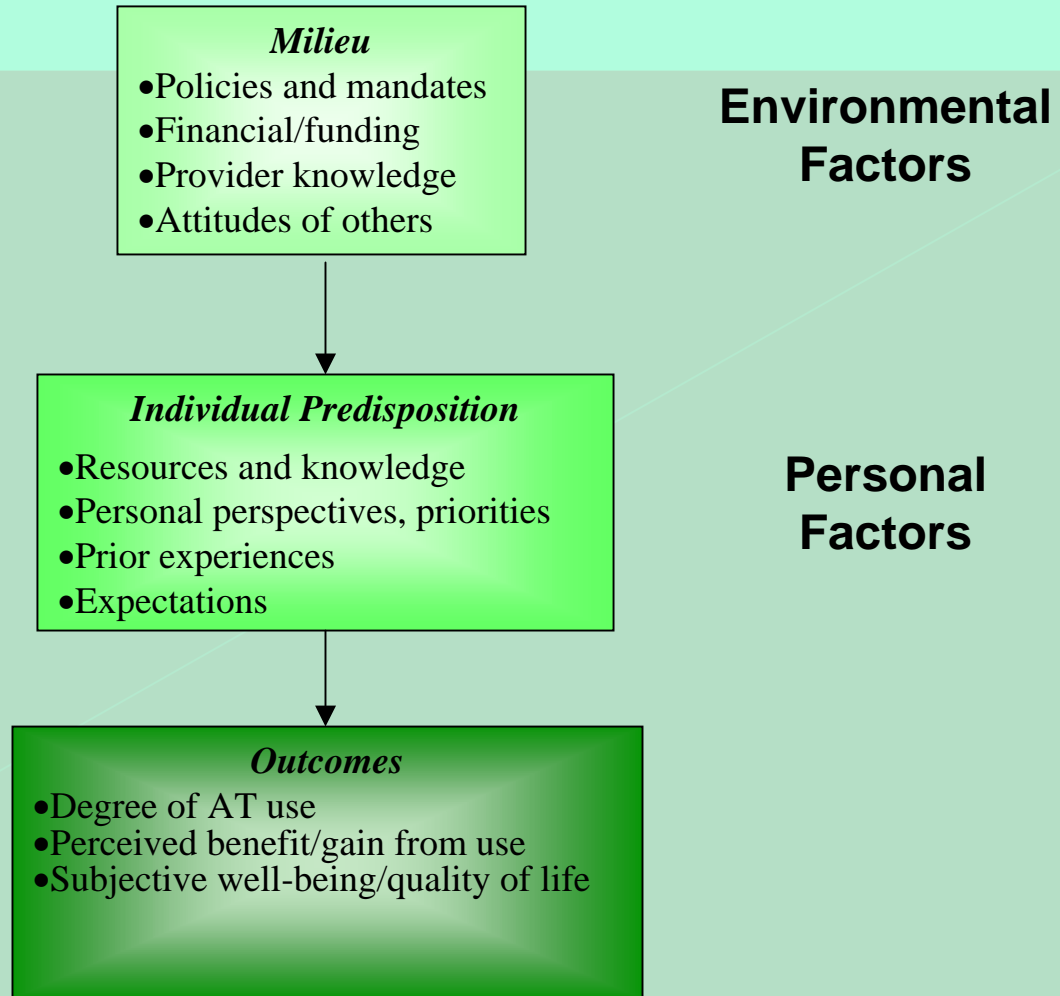 Milieu
•Policies and mandates
•Financial/funding
•Provider knowledge
•Attitudes of others
Environmental
Factors
Individual Predisposition
•Resources and knowledge
•Personal perspectives, priorities
•Prior experiences
•Expectations
Personal
Factors
Outcomes
•Degree of AT use
•Perceived benefit/gain from use
•Subjective well-being/quality of life